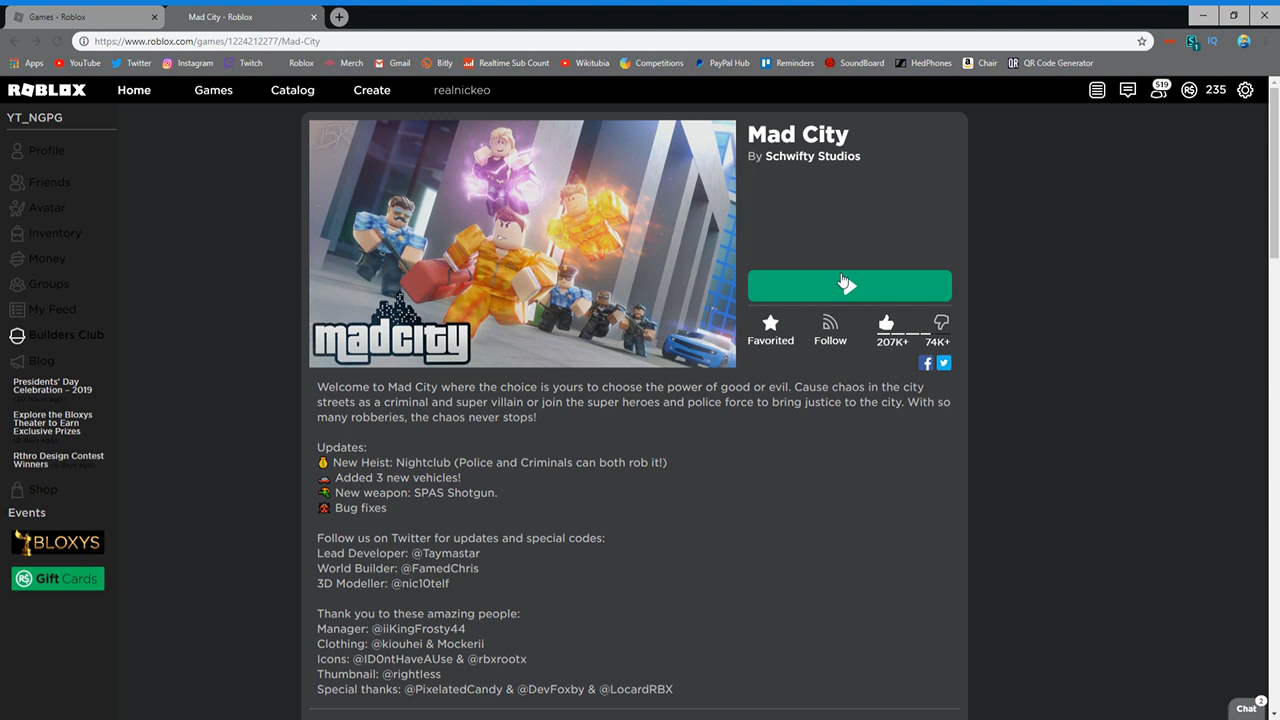 Games - Roblox
Mad City - Roblox
https://www.roblox.com/games/1224212277/Mad-City
Apps YouTube Twitter Instagram Twitch Roblox Merch Gmail Bitly Realtime Sub Count Wikitubia Competitions PayPal Hub Reminders SoundBoard HedPhones Chair QR Code Generator
ROBLOX Home Games Catalog Create realnickeo 519 235
YT_NGPG
Profile
Friends
Avatar
Inventory
Money
Groups
My Feed
Builders Club
Blog
Presidents' Day
Celebration – 2019
Explore the Bloxys
Theater to Earn
Exclusive Prizes
Rthro Design Contest
Winners
Shop
Events
BLOXYS
Gift Cards
madcity
Mad City
By Schwifty Studios
Favorited Follow 207K+ 74K+
Welcome to Mad City where the choice is yours to choose the power of good or evil. Cause chaos in the city
streets as a criminal and super villain or join the super heroes and police force to bring justice to the city. With so
many robberies, the chaos never stops!
Updates:
💰 New Heist: Nightclub (Police and Criminals can both rob it!)
Added 3 new vehicles!
New weapon: SPAS Shotgun.
Bug fixes
Follow us on Twitter for updates and special codes:
Lead Developer: @Taymastar
World Builder: @FamedChris
3D Modeller: @nic10telf
Thank you to these amazing people:
Manager: @iiKingFrosty44
Clothing: @kiouhei & Mockerii
Icons: @ID0ntHaveAUse & @rbxrootx
Thumbnail: @rightless
Special thanks: @PixelatedCandy & @DevFoxby & @LocardRBX
Chat 2